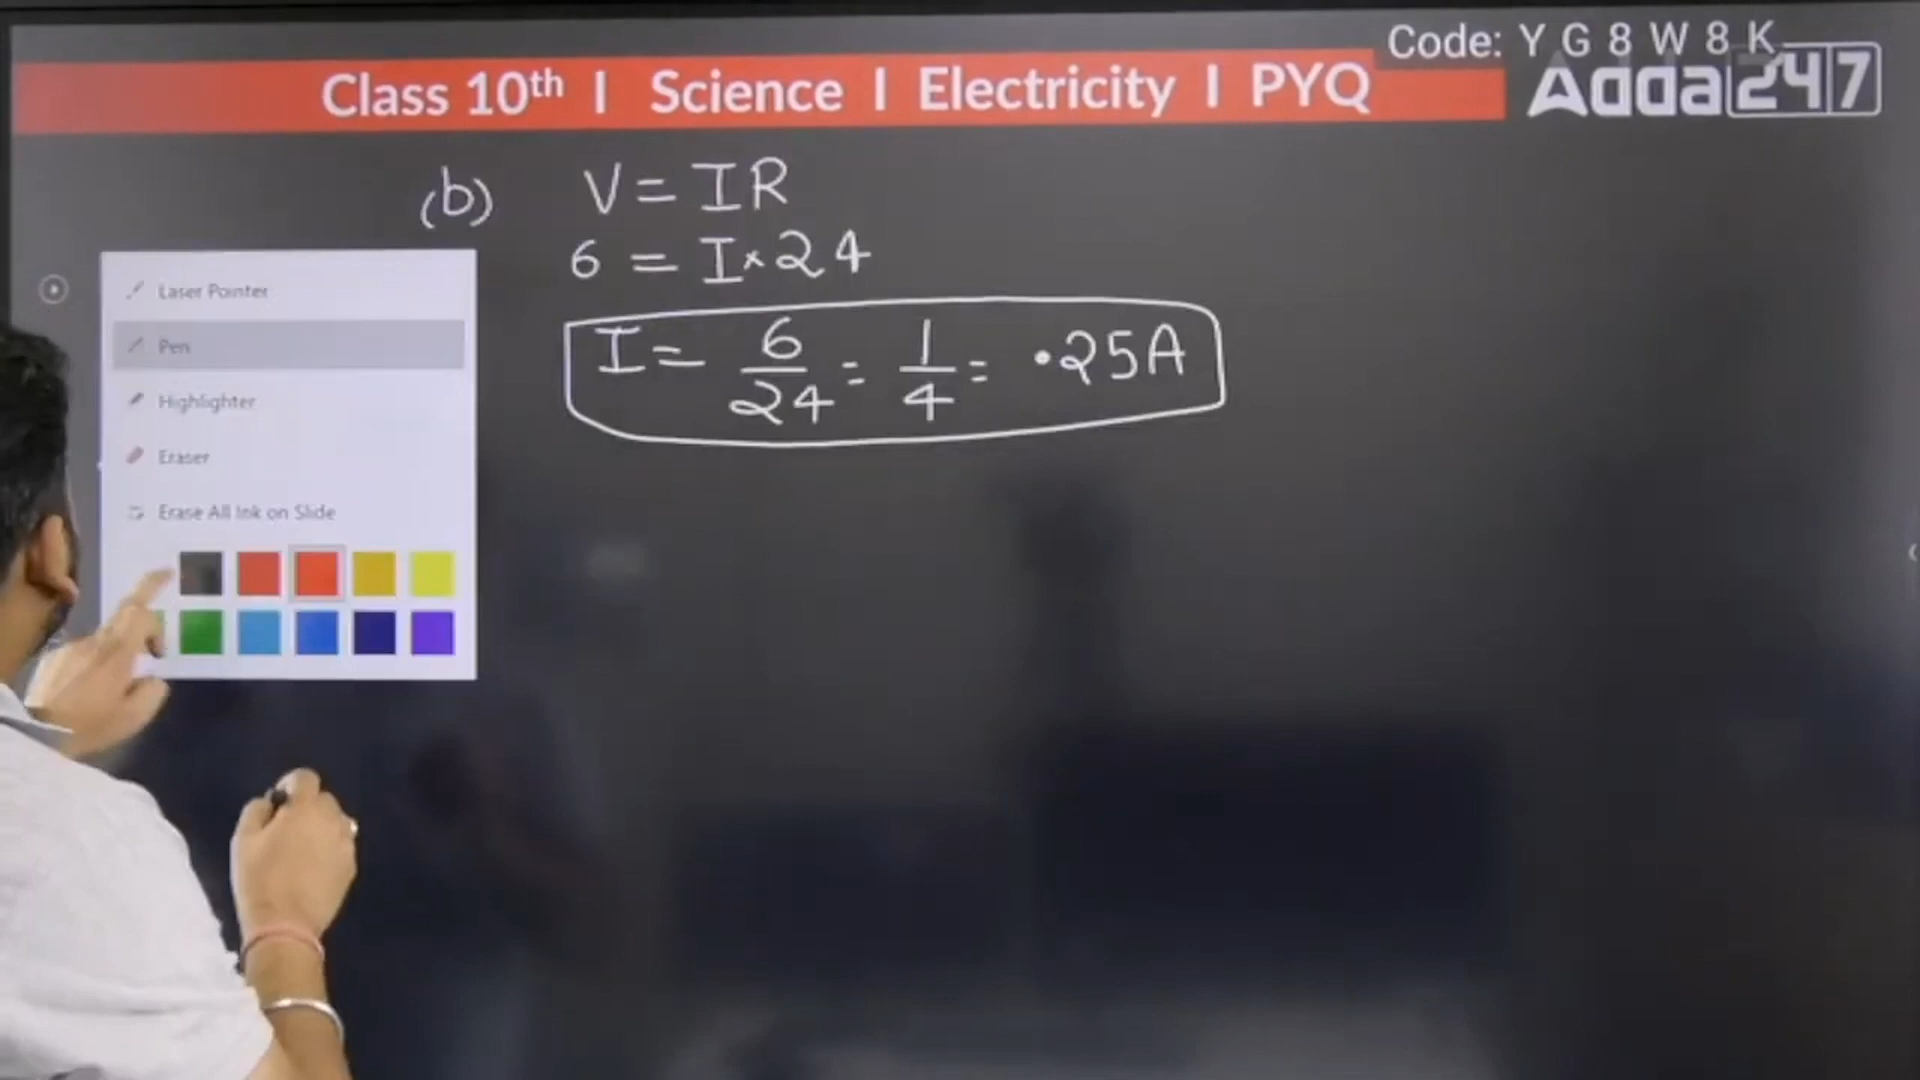 Code: Y G 8 W 8 K
Class 10th | Science | Electricity | PYQ
Adda247
(b) V = IR
6 = I × 24
I = 6/24 = 1/4 = .25A
Laser Pointer
Pen
Highlighter
Eraser
Erase All Ink on Slide